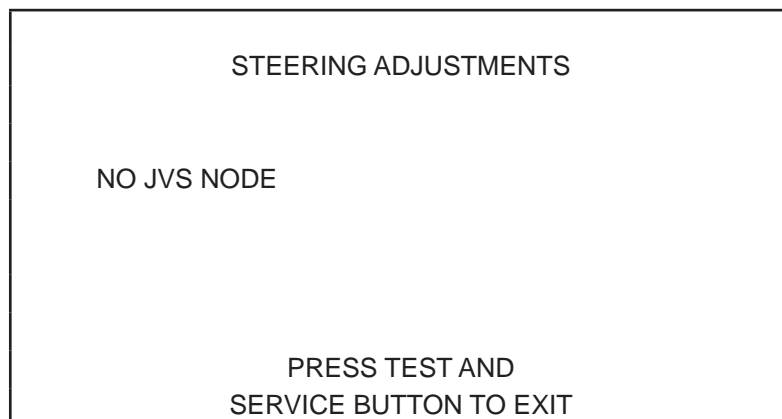 STEERING ADJUSTMENTS
NO JVS NODE
PRESS TEST AND
SERVICE BUTTON TO EXIT